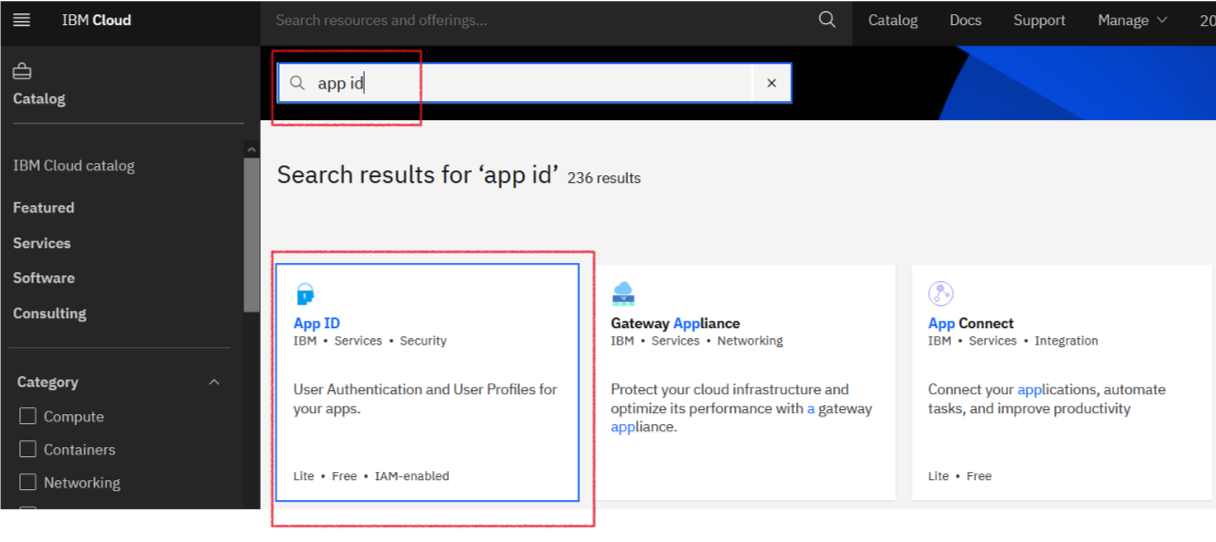 IBM Cloud
Search resources and offerings...
Catalog
Docs
Support
Manage
20
Catalog
IBM Cloud catalog
Featured
Services
Software
Consulting
Category
Compute
Containers
Networking
app id
Search results for ‘app id’ 236 results
App ID
IBM • Services • Security
User Authentication and User Profiles for
your apps.
Lite • Free • IAM-enabled
Gateway Appliance
IBM • Services • Networking
Protect your cloud infrastructure and
optimize its performance with a gateway
appliance.
App Connect
IBM • Services • Integration
Connect your applications, automate
tasks, and improve productivity
Lite • Free